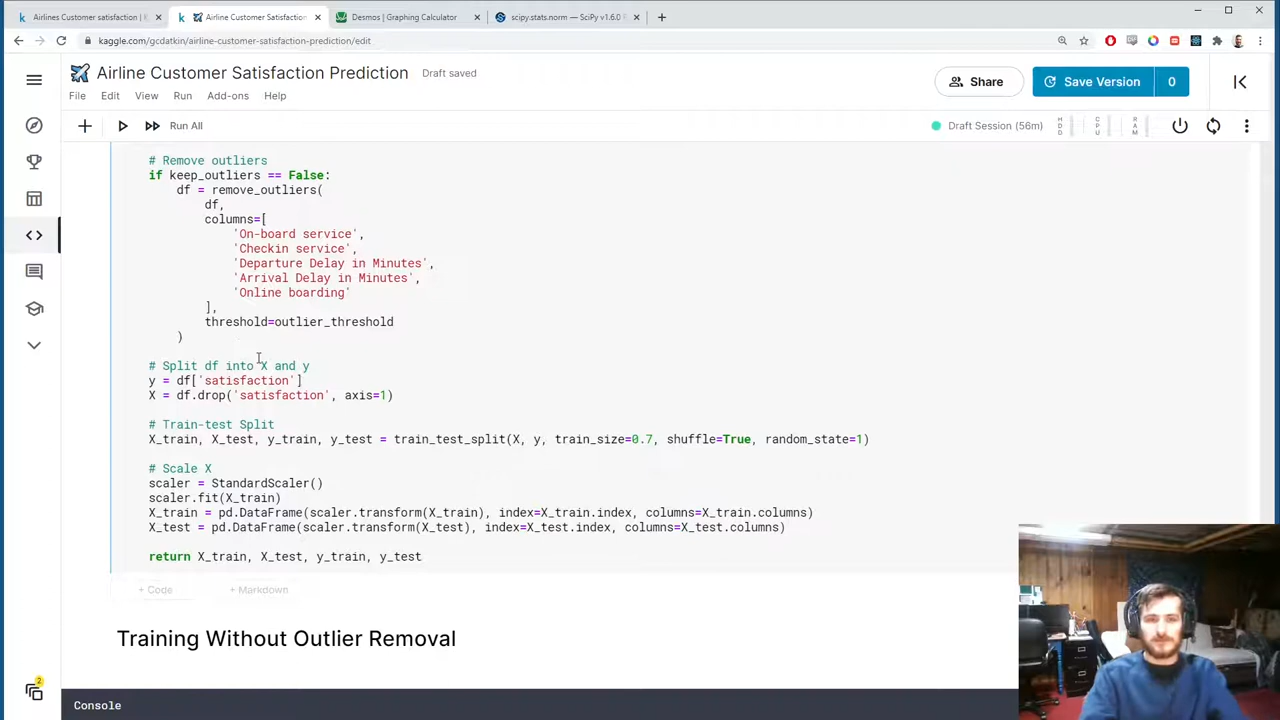 Airlines Customer satisfaction |
Airline Customer Satisfaction
Desmos | Graphing Calculator
scipy.stats.norm — SciPy v1.6.0
kaggle.com/gcdatkin/airline-customer-satisfaction-prediction/edit
Airline Customer Satisfaction Prediction
Draft saved
Share
Save Version
0
File Edit View Run Add-ons Help
Run All
Draft Session (56m)
HDD
CPU
RAM
# Remove outliers
if keep_outliers == False:
df = remove_outliers(
df,
columns=[
'On-board service',
'Checkin service',
'Departure Delay in Minutes',
'Arrival Delay in Minutes',
'Online boarding'
],
threshold=outlier_threshold
)
# Split df into X and y
y = df['satisfaction']
X = df.drop('satisfaction', axis=1)
# Train-test Split
X_train, X_test, y_train, y_test = train_test_split(X, y, train_size=0.7, shuffle=True, random_state=1)
# Scale X
scaler = StandardScaler()
scaler.fit(X_train)
X_train = pd.DataFrame(scaler.transform(X_train), index=X_train.index, columns=X_train.columns)
X_test = pd.DataFrame(scaler.transform(X_test), index=X_test.index, columns=X_test.columns)
return X_train, X_test, y_train, y_test
+ Code
+ Markdown
Training Without Outlier Removal
2
Console